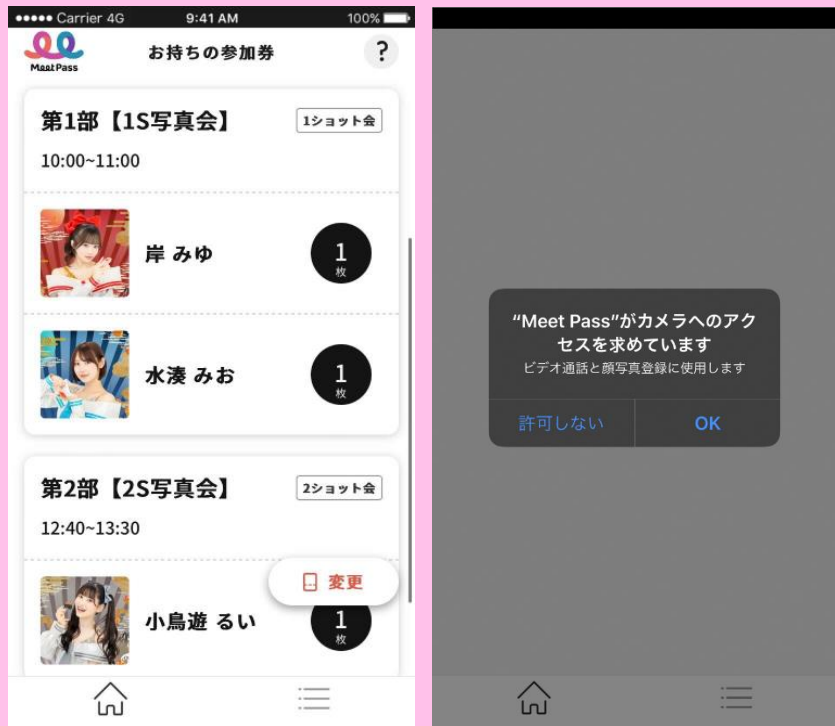 Carrier 4G 9:41 AM 100%
Meet Pass
お持ちの参加券
?
第1部【1S写真会】
1ショット会
10:00~11:00
岸 みゆ
1
枚
水湊 みお
1
枚
第2部【2S写真会】
2ショット会
12:40~13:30
変更
小鳥遊 るい
1
枚
“Meet Pass”がカメラへのアク
セスを求めています
ビデオ通話と顔写真登録に使用します
許可しない
OK